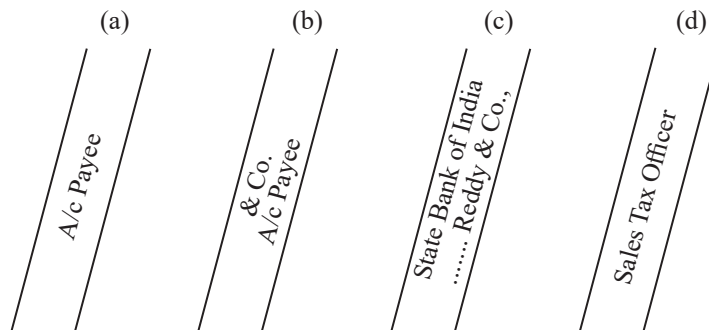 (a)
(b)
(c)
(d)
A/c Payee
& Co.
A/c Payee
State Bank of India
........ Reddy & Co.,
Sales Tax Officer